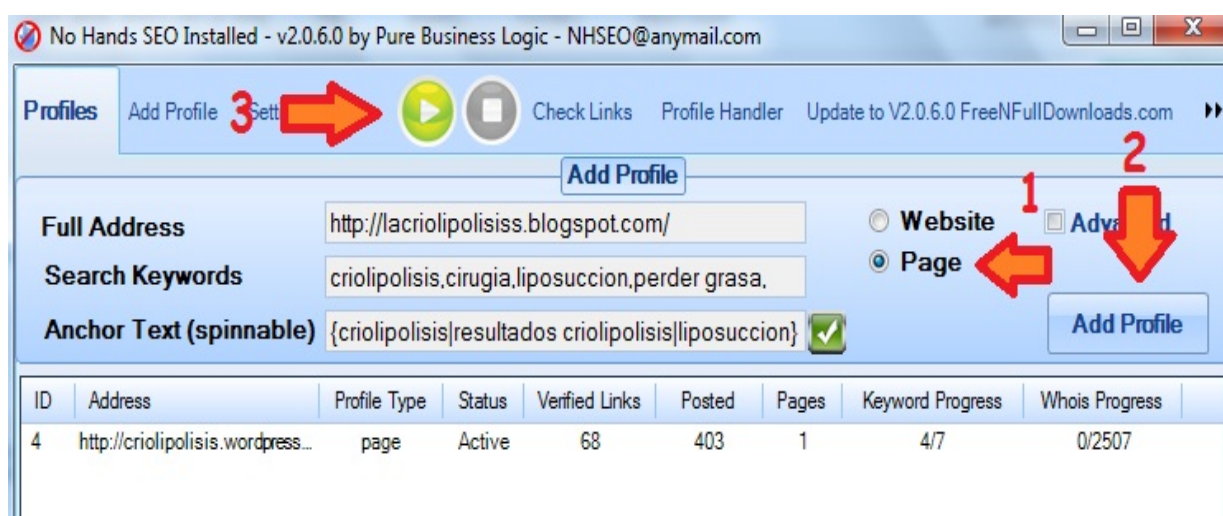 No Hands SEO Installed - v2.0.6.0 by Pure Business Logic - NHSEO@anymail.com
X
Profiles Add Profile 3 Sett Check Links Profile Handler Update to V2.0.6.0 FreeNFullDownloads.com
Add Profile
2
1
Full Address http://lacriolipolisiss.blogspot.com/ Website Advanced
Search Keywords criolipolisis,cirugia,liposuccion,perder grasa, Page
Anchor Text (spinnable) {criolipolisis|resultados criolipolisis|liposuccion} Add Profile
ID Address Profile Type Status Verified Links Posted Pages Keyword Progress Whois Progress
4 http://criolipolisis.wordpress... page Active 68 403 1 4/7 0/2507